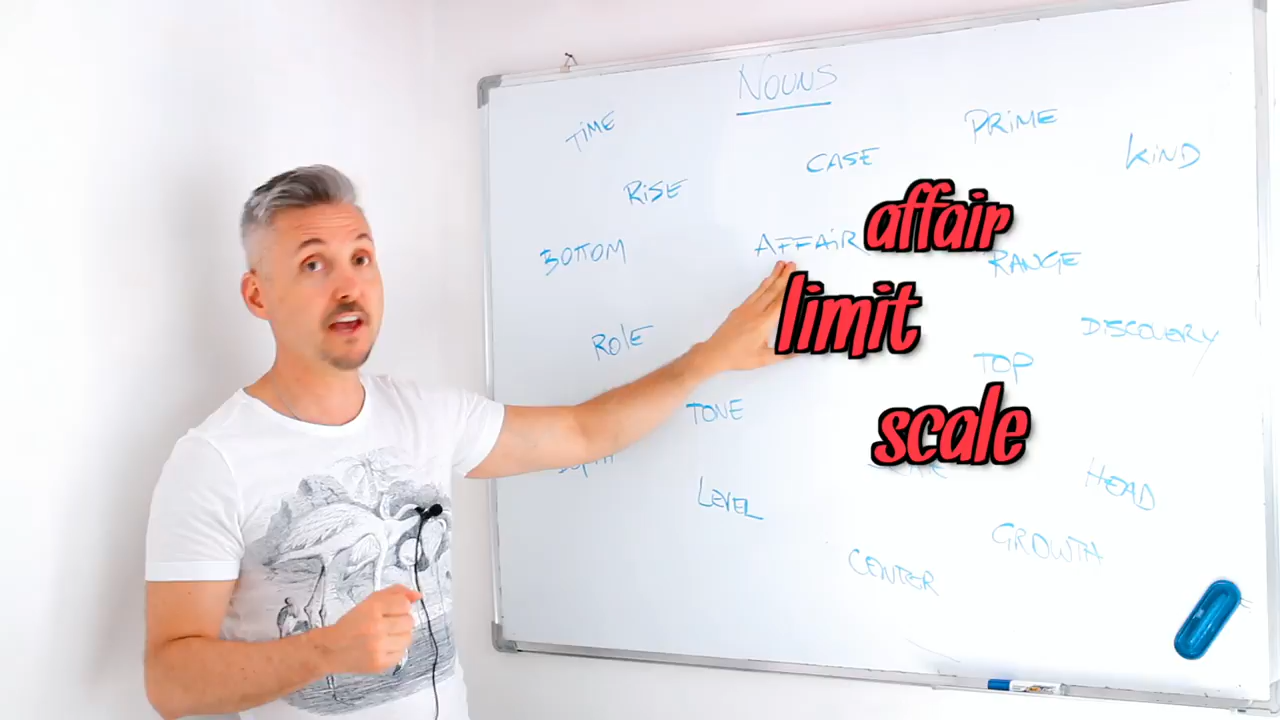 NOUNS
TIME
PRIME
CASE
KIND
RISE
affair
AFFAIR
BOTTOM
RANGE
limit
ROLE
DISCOVERY
TOP
TONE
scale
LEVEL
HEAD
GROWTH
CENTER